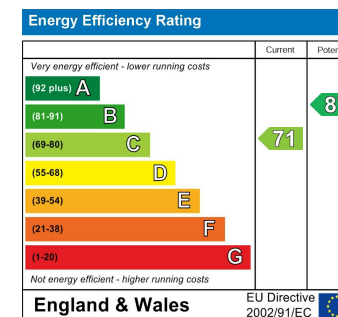 Energy Efficiency Rating
Current
Very energy efficient - lower running costs
(92 plus) A
(81-91) B
(69-80) C
71
(55-68) D
(39-54) E
(21-38) F
(1-20) G
Not energy efficient - higher running costs
England & Wales
EU Directive
2002/91/EC